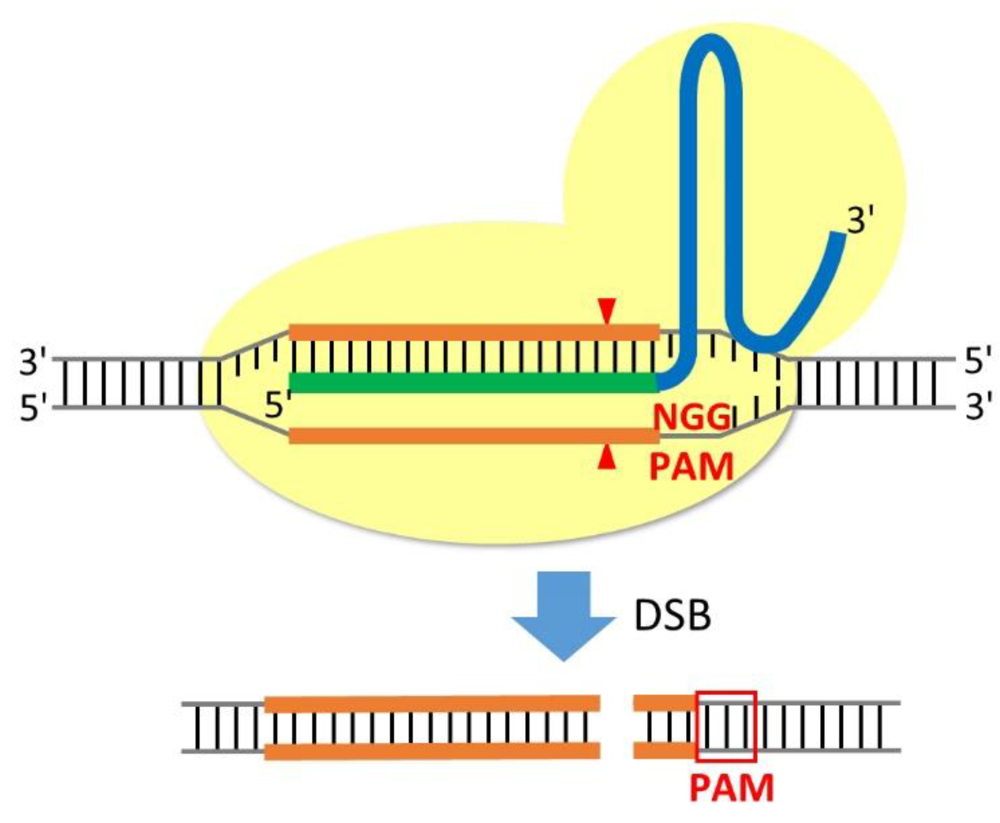 3'
3' 5'
5' 5' 3'
NGG
PAM
DSB
PAM